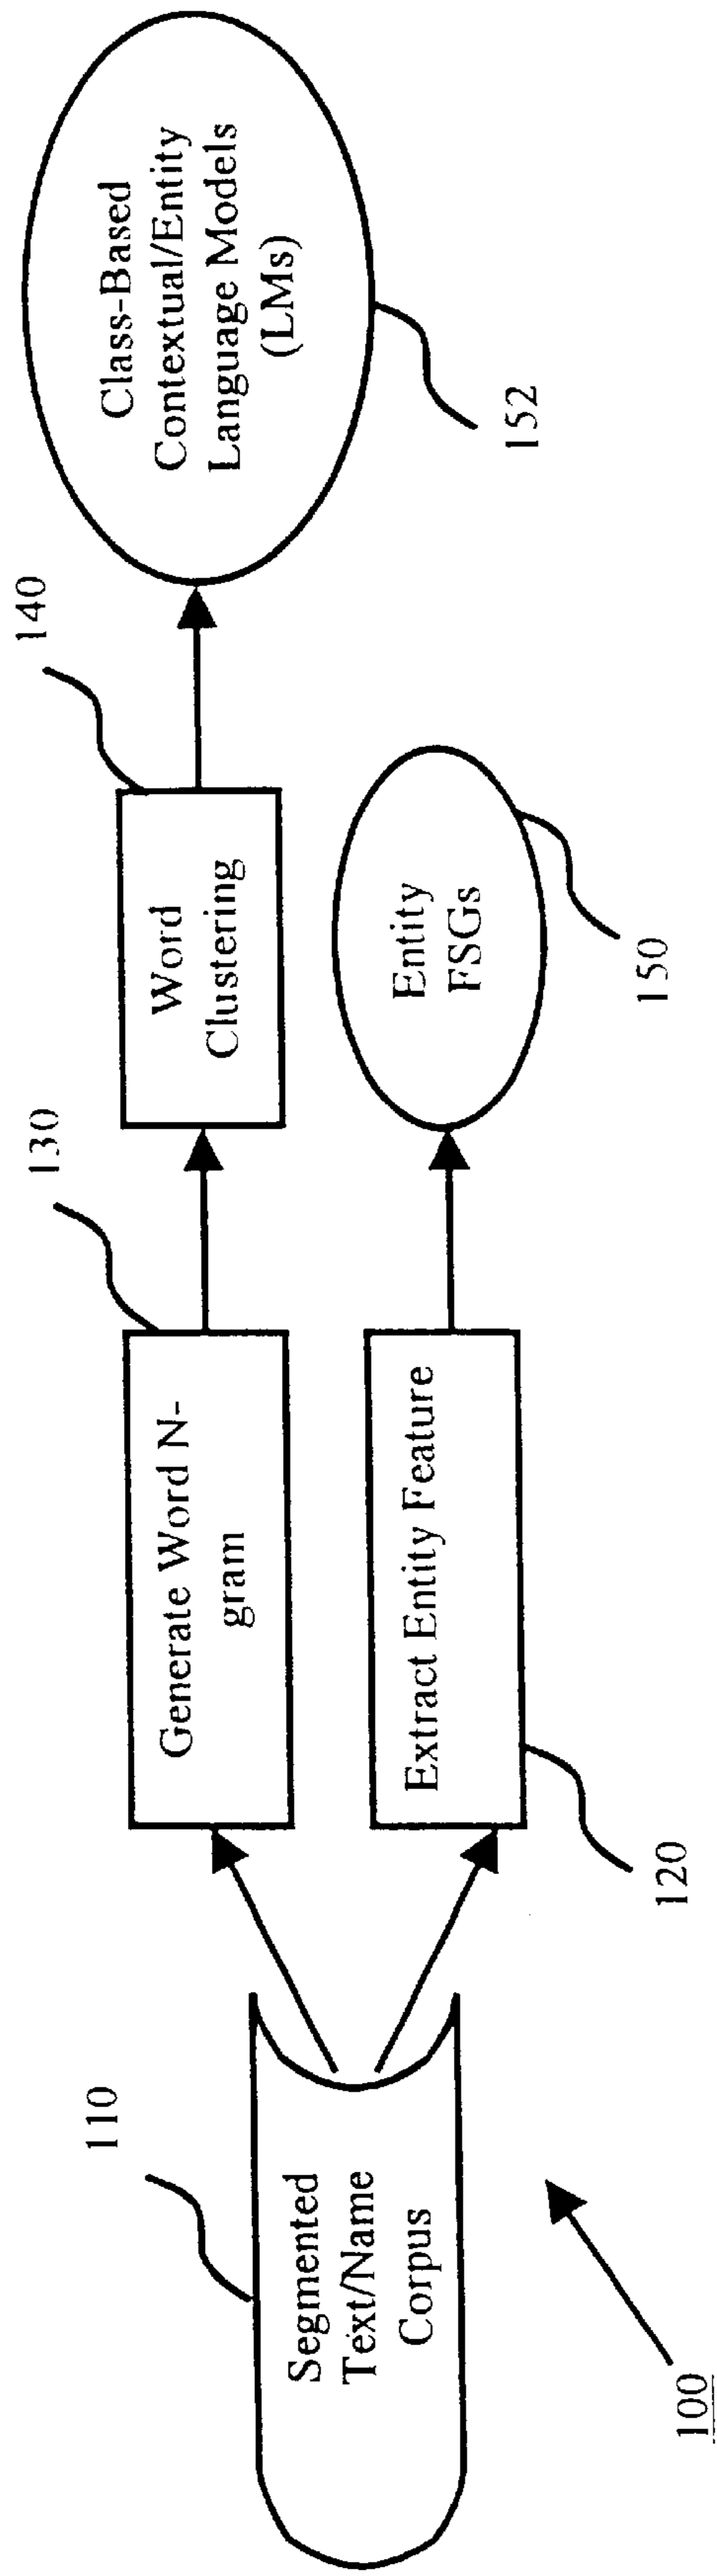 110
Segmented
Text/Name
Corpus
100
130
Generate Word N-
gram
140
Word
Clustering
Class-Based
Contextual/Entity
Language Models
(LMs)
152
Extract Entity Feature
120
Entity
FSGs
150